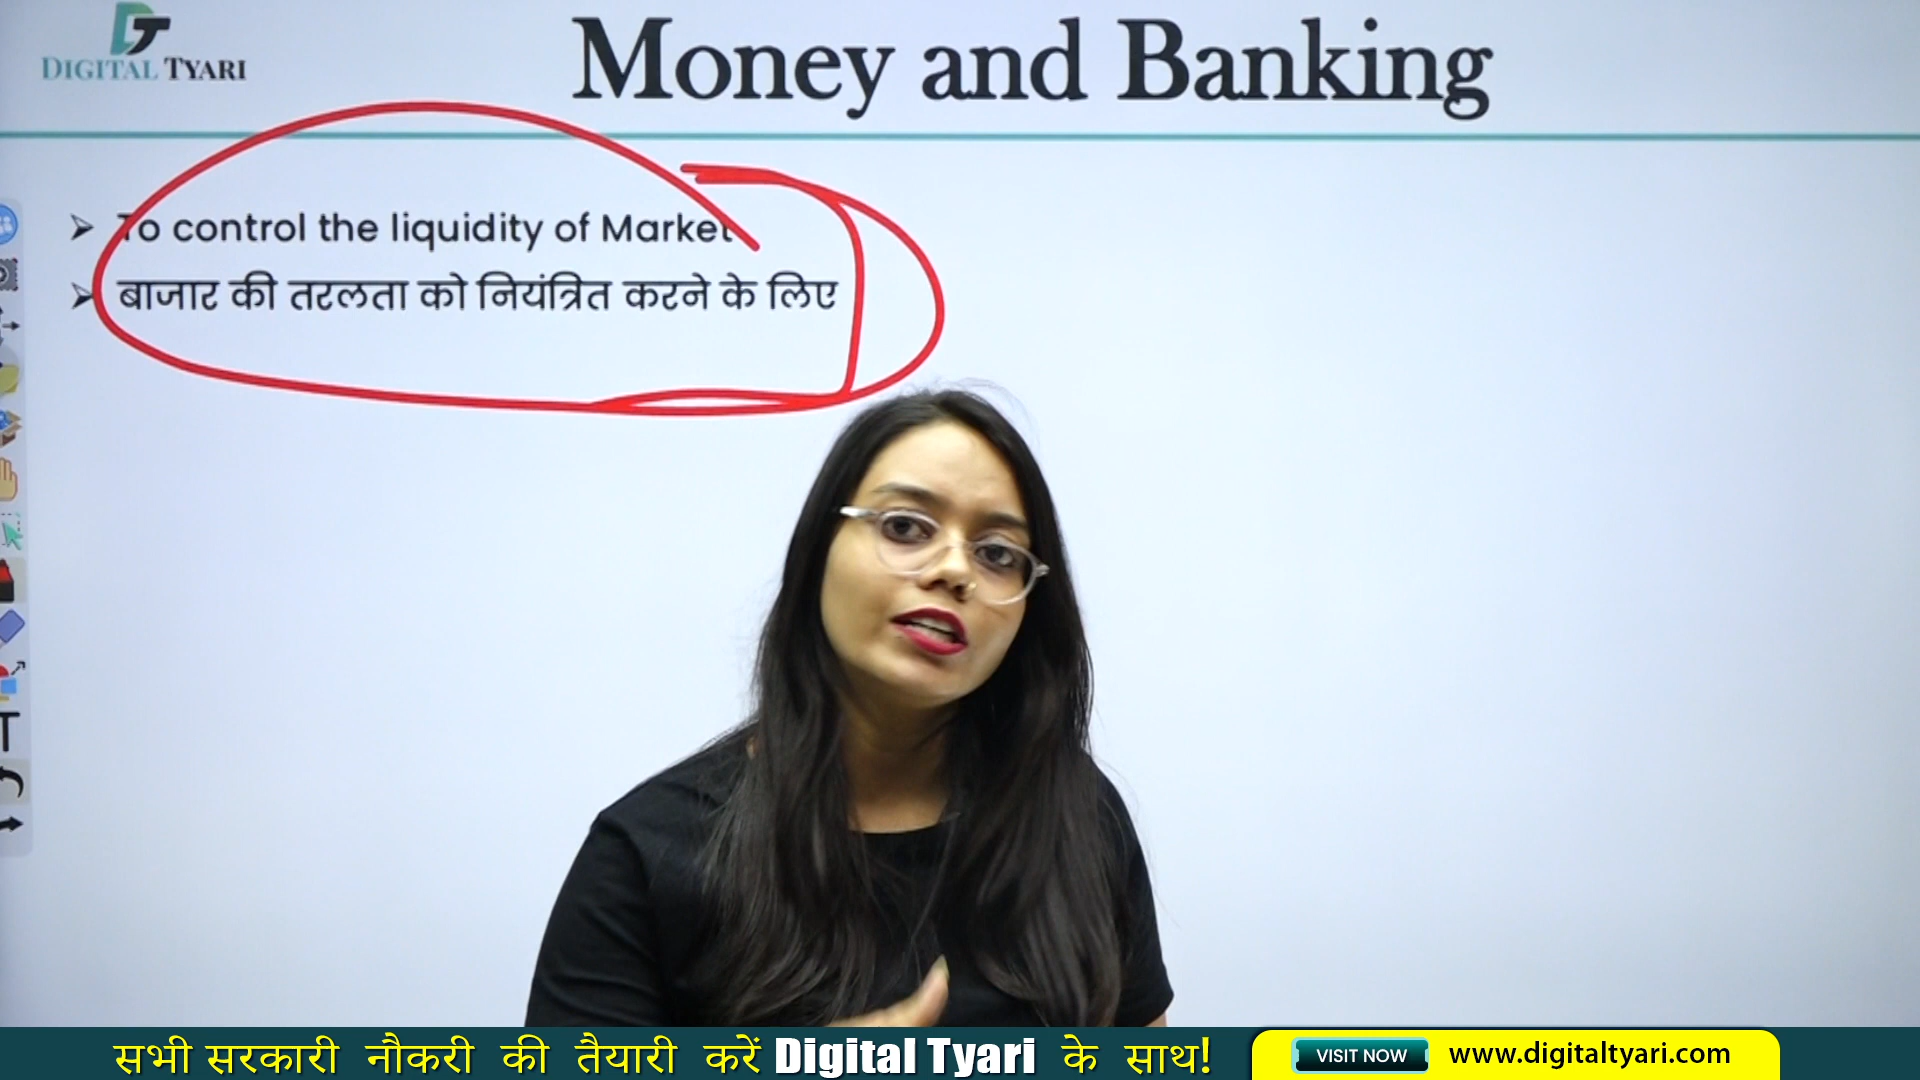 DT
DIGITAL TYARI
Money and Banking
To control the liquidity of Market
बाजार की तरलता को नियंत्रित करने के लिए
T
सभी सरकारी नौकरी की तैयारी करें Digital Tyari के साथ!
VISIT NOW
www.digitaltyari.com